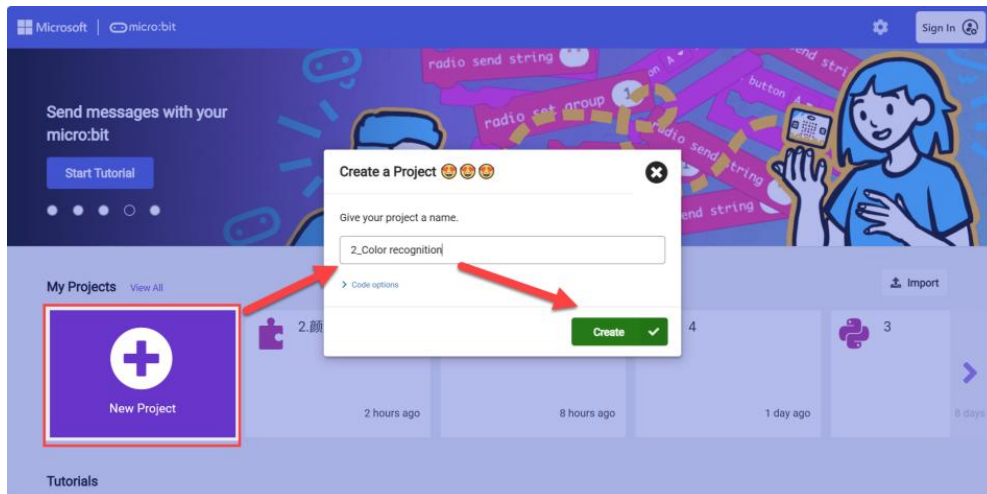 Microsoft
micro:bit
Sign In
radio send string
radio set group 1
button A
radio send string
send string
Send messages with your
micro:bit
Start Tutorial
Create a Project
Give your project a name.
2_Color recognition
Code options
Create
My Projects View All
Import
New Project
2.颜
2 hours ago
8 hours ago
4
1 day ago
3
8 days
Tutorials